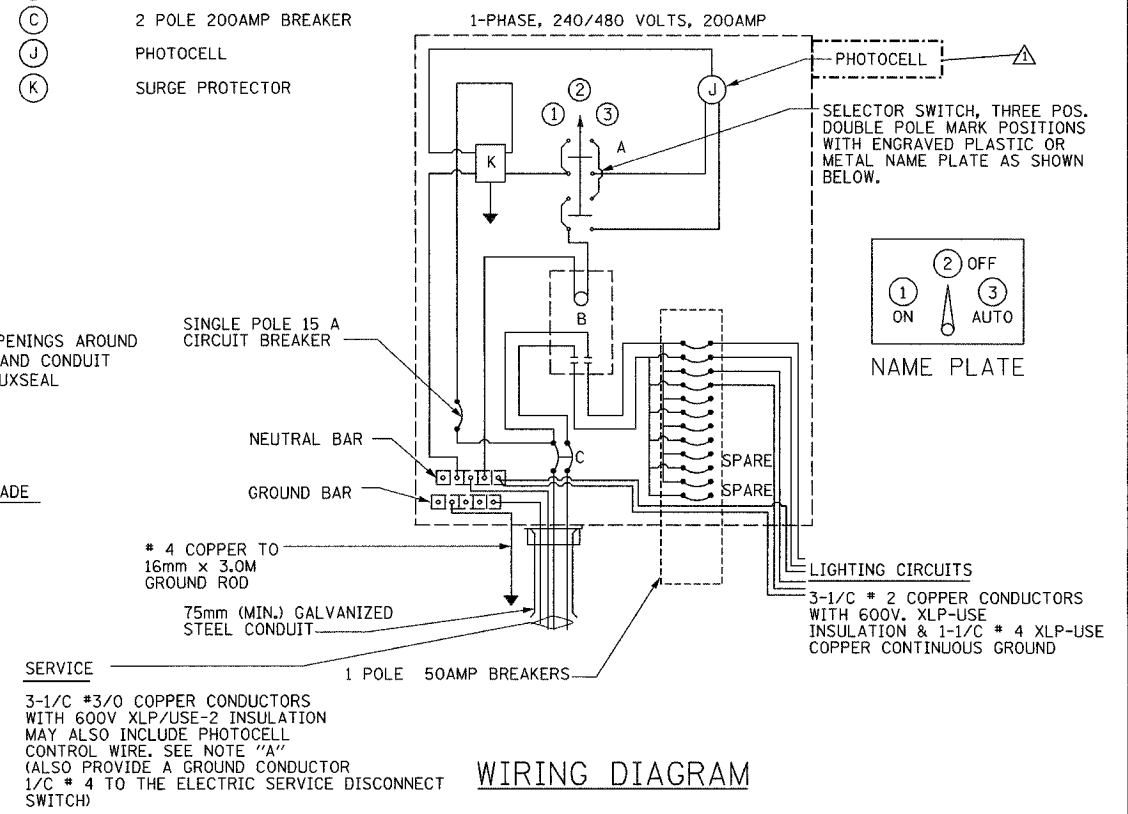 C 2 POLE 200AMP BREAKER
J PHOTOCELL
K SURGE PROTECTOR
1-PHASE, 240/480 VOLTS, 200AMP
J
PHOTOCELL
1
1 2 3
A
K
SELECTOR SWITCH, THREE POS.
DOUBLE POLE MARK POSITIONS
WITH ENGRAVED PLASTIC OR
METAL NAME PLATE AS SHOWN
BELOW.
2 OFF
1 3
ON AUTO
NAME PLATE
B
PENINGS AROUND
AND CONDUIT
UXSEAL
SINGLE POLE 15 A
CIRCUIT BREAKER
NEUTRAL BAR
C
SPARE
SPARE
ADE
GROUND BAR
# 4 COPPER TO
16mm x 3.0M
GROUND ROD
75mm (MIN.) GALVANIZED
STEEL CONDUIT
LIGHTING CIRCUITS
3-1/C # 2 COPPER CONDUCTORS
WITH 600V. XLP-USE
INSULATION & 1-1/C # 4 XLP-USE
COPPER CONTINUOUS GROUND
SERVICE
1 POLE 50AMP BREAKERS
3-1/C #3/0 COPPER CONDUCTORS
WITH 600V XLP/USE-2 INSULATION
MAY ALSO INCLUDE PHOTOCELL
CONTROL WIRE. SEE NOTE "A"
(ALSO PROVIDE A GROUND CONDUCTOR
1/C # 4 TO THE ELECTRIC SERVICE DISCONNECT
SWITCH)
WIRING DIAGRAM